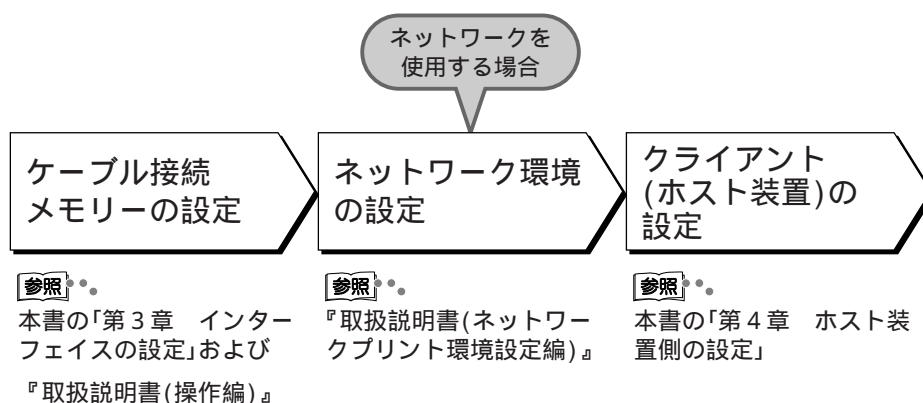 ネットワークを
使用する場合
ケーブル接続
メモリーの設定
ネットワーク環境
の設定
クライアント
(ホスト装置)の
設定
参照
本書の「第3章　インター
フェイスの設定」および
『取扱説明書(操作編)』
参照
『取扱説明書(ネットワー
クプリント環境設定編)』
参照
本書の「第4章　ホスト装
置側の設定」